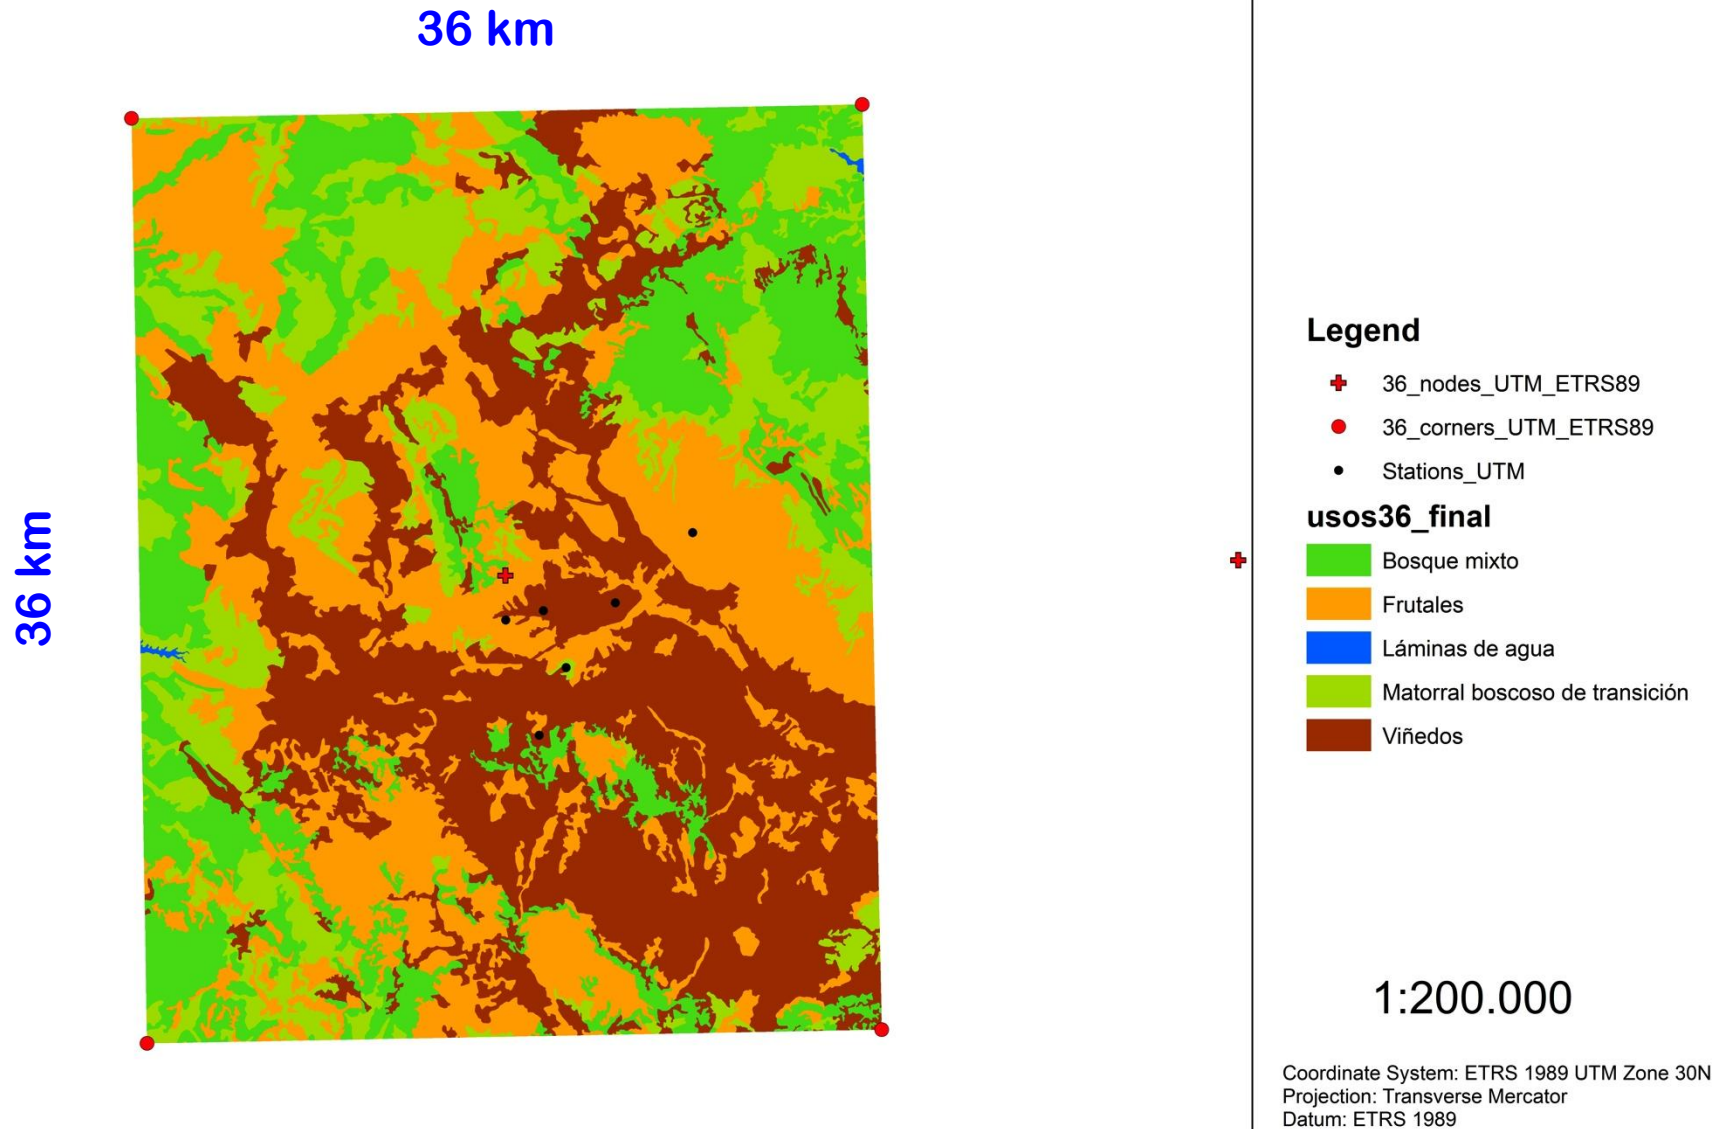 36 km
36 km
Legend
36_nodes_UTM_ETRS89
36_corners_UTM_ETRS89
Stations_UTM
usos36_final
Bosque mixto
Frutales
Láminas de agua
Matorral boscoso de transición
Viñedos
1:200.000
Coordinate System: ETRS 1989 UTM Zone 30N
Projection: Transverse Mercator
Datum: ETRS 1989